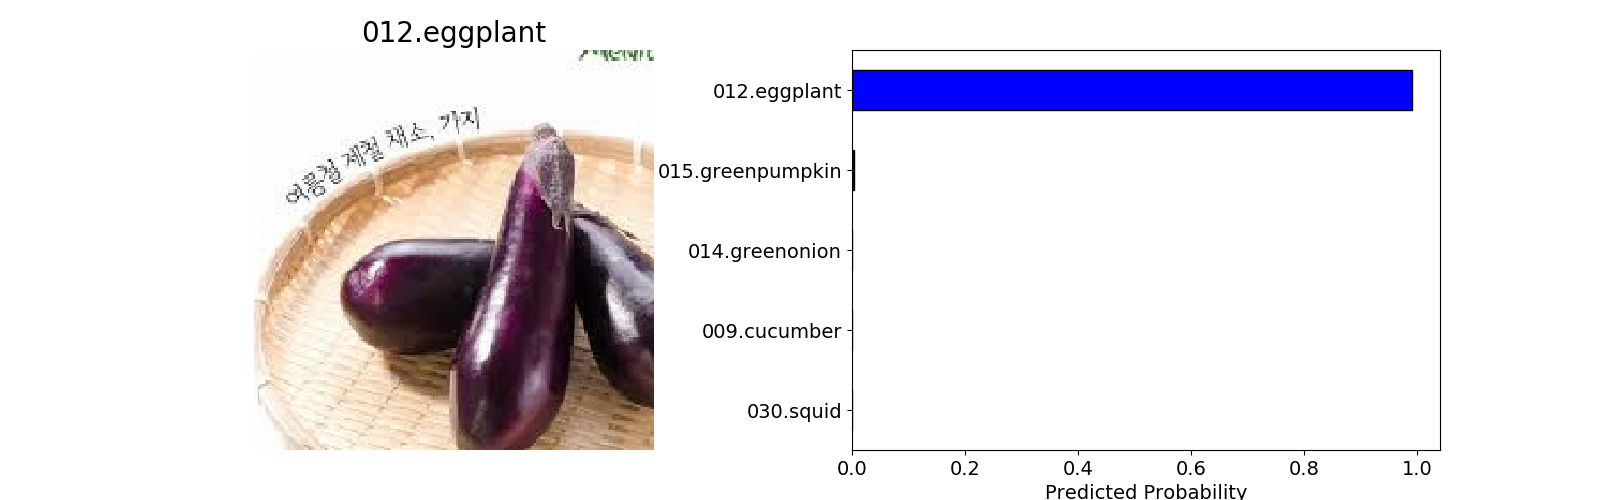 012.eggplant
여름철 제철 채소, 가지
012.eggplant
015.greenpumpkin
014.greenonion
009.cucumber
030.squid
0.0 0.2 0.4 0.6 0.8 1.0
Predicted Probability